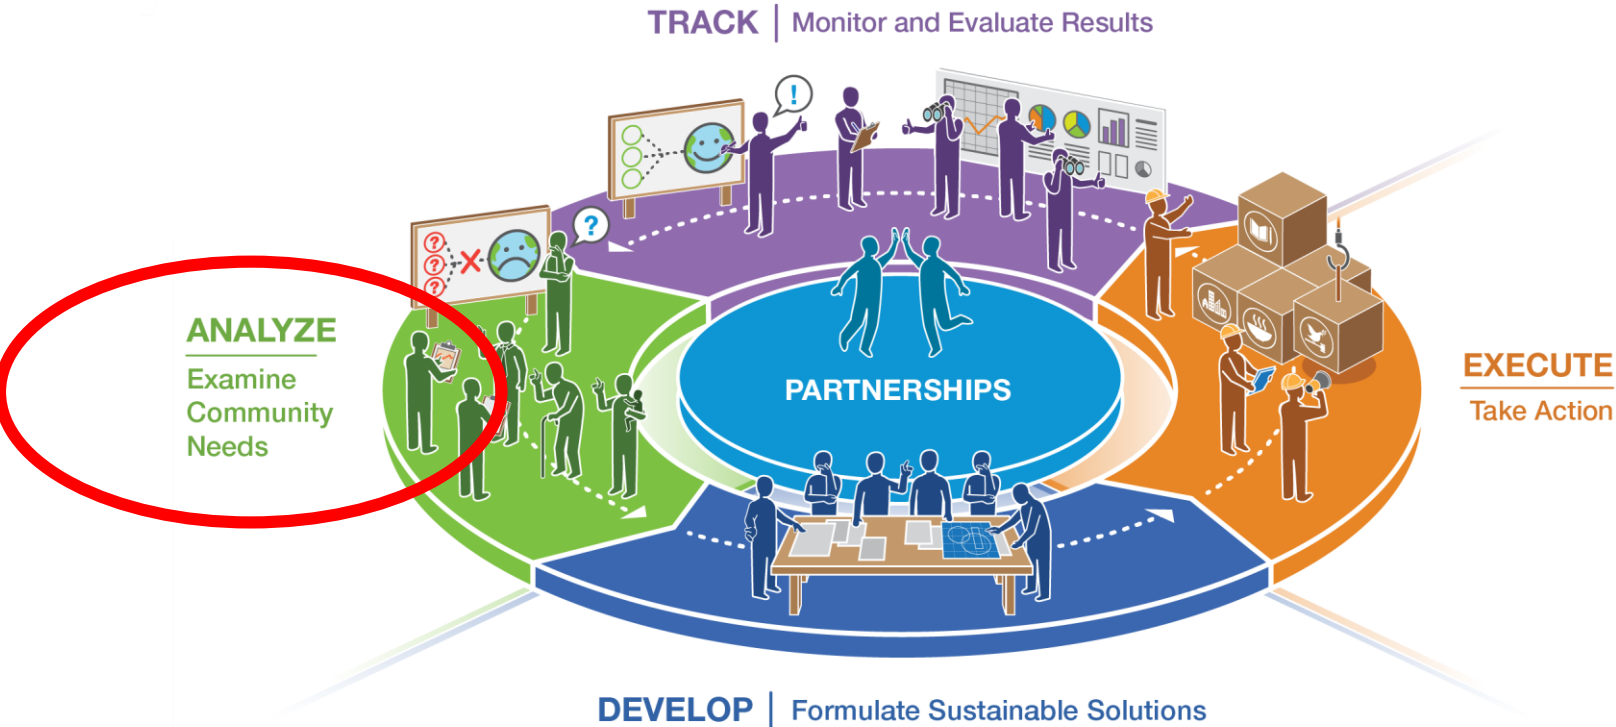 TRACK | Monitor and Evaluate Results
!
?
?
?
?
ANALYZE
Examine
Community
Needs
PARTNERSHIPS
EXECUTE
Take Action
DEVELOP | Formulate Sustainable Solutions